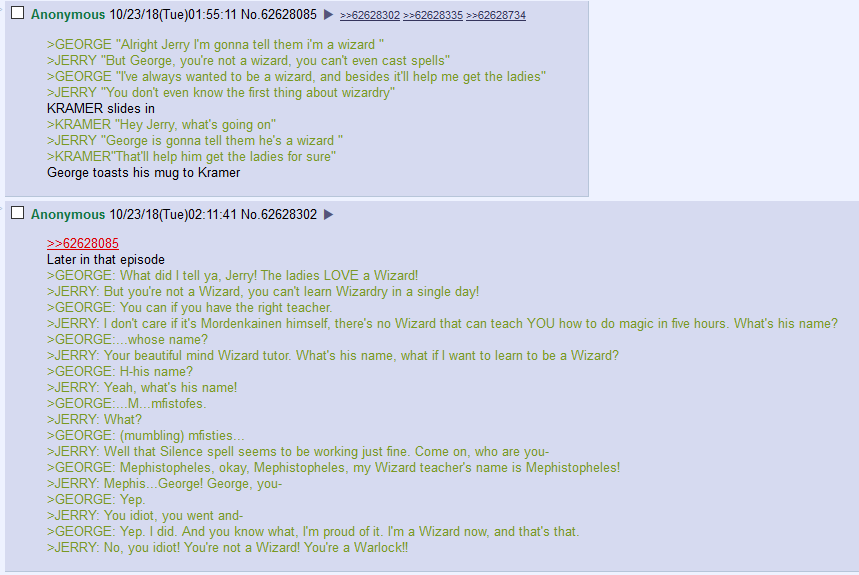 Anonymous 10/23/18(Tue)01:55:11 No.62628085 ▶ >>62628302 >>62628335 >>62628734
>GEORGE "Alright Jerry I'm gonna tell them i'm a wizard "
>JERRY "But George, you're not a wizard, you can't even cast spells"
>GEORGE "I've always wanted to be a wizard, and besides it'll help me get the ladies"
>JERRY "You don't even know the first thing about wizardry"
KRAMER slides in
>KRAMER "Hey Jerry, what's going on"
>JERRY "George is gonna tell them he's a wizard "
>KRAMER"That'll help him get the ladies for sure"
George toasts his mug to Kramer
Anonymous 10/23/18(Tue)02:11:41 No.62628302 ▶
>>62628085
Later in that episode
>GEORGE: What did I tell ya, Jerry! The ladies LOVE a Wizard!
>JERRY: But you're not a Wizard, you can't learn Wizardry in a single day!
>GEORGE: You can if you have the right teacher.
>JERRY: I don't care if it's Mordenkainen himself, there's no Wizard that can teach YOU how to do magic in five hours. What's his name?
>GEORGE:...whose name?
>JERRY: Your beautiful mind Wizard tutor. What's his name, what if I want to learn to be a Wizard?
>GEORGE: H-his name?
>JERRY: Yeah, what's his name!
>GEORGE:...M...mfistofes.
>JERRY: What?
>GEORGE: (mumbling) mfisties...
>JERRY: Well that Silence spell seems to be working just fine. Come on, who are you-
>GEORGE: Mephistopheles, okay, Mephistopheles, my Wizard teacher's name is Mephistopheles!
>JERRY: Mephis...George! George, you-
>GEORGE: Yep.
>JERRY: You idiot, you went and-
>GEORGE: Yep. I did. And you know what, I'm proud of it. I'm a Wizard now, and that's that.
>JERRY: No, you idiot! You're not a Wizard! You're a Warlock!!